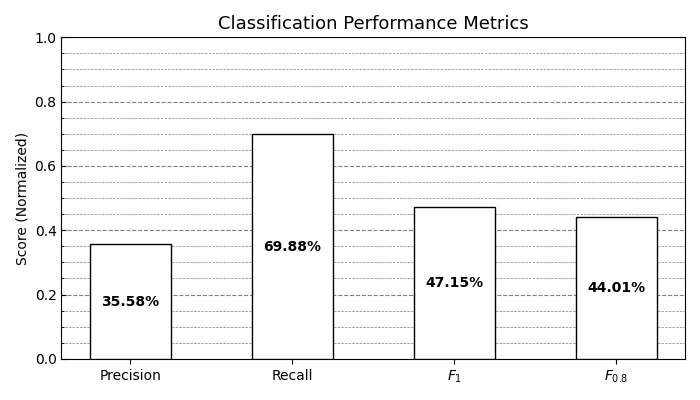 Classification Performance Metrics
1.0
0.8
0.6
0.4
0.2
0.0
Score (Normalized)
35.58%
69.88%
47.15%
44.01%
Precision
Recall
F₁
F₀.₈